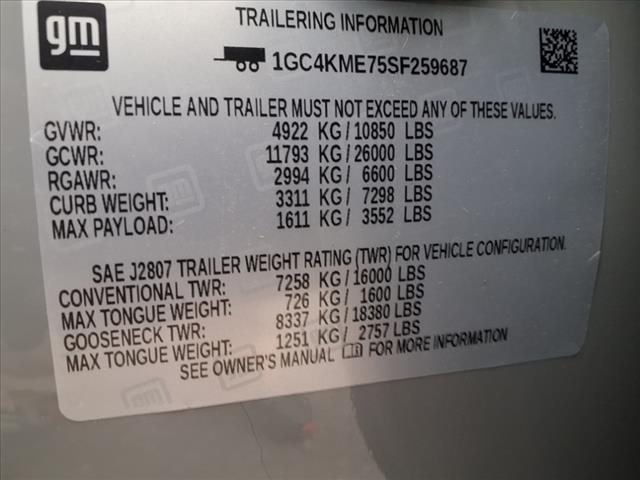 gm
TRAILERING INFORMATION
1GC4KME75SF259687
VEHICLE AND TRAILER MUST NOT EXCEED ANY OF THESE VALUES.
GVWR: 4922 KG/10850 LBS
GCWR: 11793 KG/26000 LBS
RGAWR: 2994 KG/ 6600 LBS
CURB WEIGHT: 3311 KG/ 7298 LBS
MAX PAYLOAD: 1611 KG/ 3552 LBS
SAE J2807 TRAILER WEIGHT RATING (TWR) FOR VEHICLE CONFIGURATION.
CONVENTIONAL TWR: 7258 KG/16000 LBS
MAX TONGUE WEIGHT: 726 KG/ 1600 LBS
GOOSENECK TWR: 8337 KG/18380 LBS
MAX TONGUE WEIGHT: 1251 KG/ 2757 LBS
SEE OWNER'S MANUAL FOR MORE INFORMATION